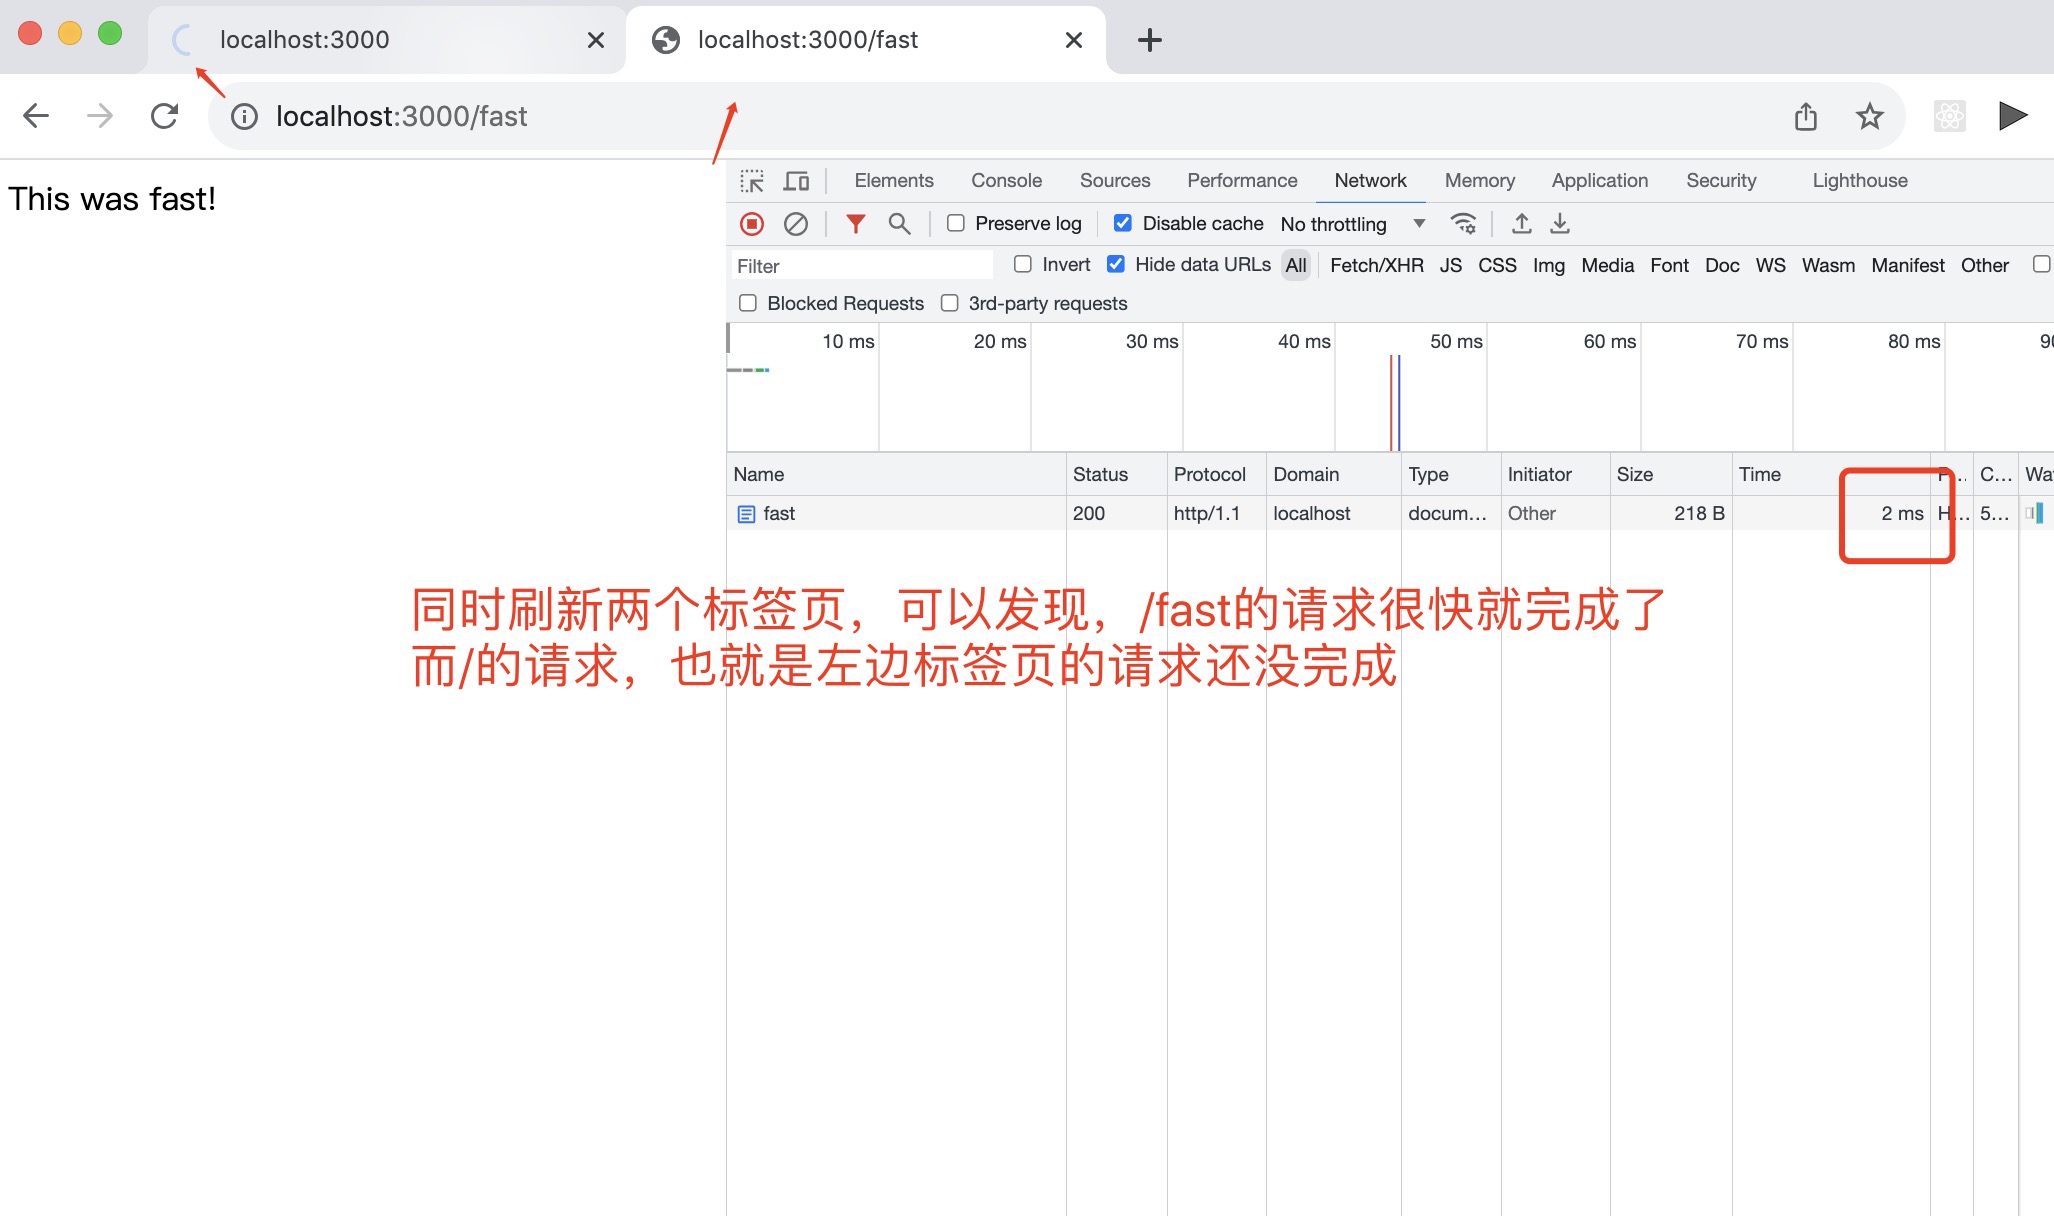 localhost:3000
localhost:3000/fast
localhost:3000/fast
This was fast!
Elements Console Sources Performance Network Memory Application Security Lighthouse
Preserve log Disable cache No throttling
Filter Invert Hide data URLs All Fetch/XHR JS CSS Img Media Font Doc WS Wasm Manifest Other
Blocked Requests 3rd-party requests
10 ms 20 ms 30 ms 40 ms 50 ms 60 ms 70 ms 80 ms
Name Status Protocol Domain Type Initiator Size Time P... C... Wa
fast 200 http/1.1 localhost docum... Other 218 B 2 ms H... 5...
同时刷新两个标签页，可以发现，/fast的请求很快就完成了
而/的请求，也就是左边标签页的请求还没完成